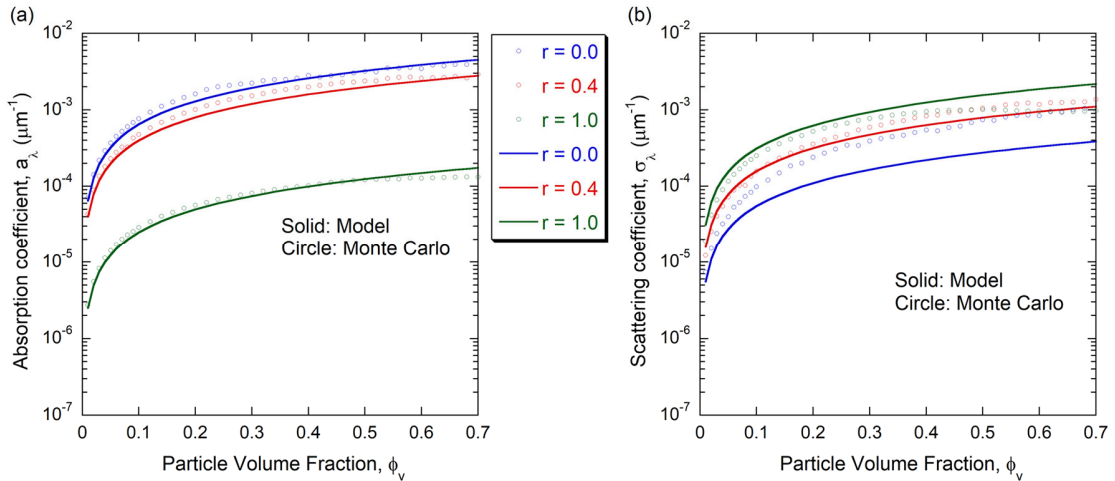 (a)
10⁻²
10⁻³
10⁻⁴
10⁻⁵
10⁻⁶
10⁻⁷
Absorption coefficient, a_λ (μm⁻¹)
0 0.1 0.2 0.3 0.4 0.5 0.6 0.7
Particle Volume Fraction, ϕ_v
Solid: Model
Circle: Monte Carlo
r = 0.0
r = 0.4
r = 1.0
r = 0.0
r = 0.4
r = 1.0
(b)
10⁻²
10⁻³
10⁻⁴
10⁻⁵
10⁻⁶
10⁻⁷
Scattering coefficient, σ_λ (μm⁻¹)
0 0.1 0.2 0.3 0.4 0.5 0.6 0.7
Particle Volume Fraction, ϕ_v
Solid: Model
Circle: Monte Carlo